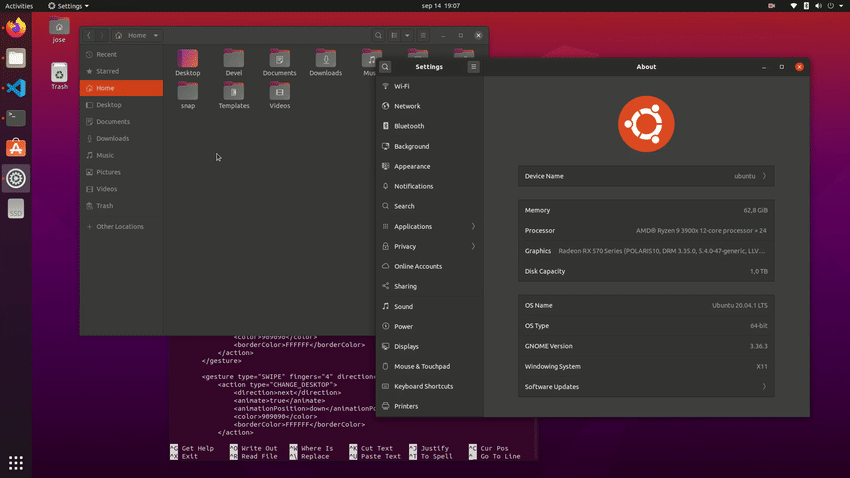 Activities
Settings
sep 14 19:07
jose
Trash
SSD
Home
Recent
Starred
Home
Desktop
Documents
Downloads
Music
Pictures
Videos
Trash
Other Locations
Desktop
Devel
Documents
Downloads
snap
Templates
Videos
Settings
Wi-Fi
Network
Bluetooth
Background
Appearance
Notifications
Search
Applications
Privacy
Online Accounts
Sharing
Sound
Power
Displays
Mouse & Touchpad
Keyboard Shortcuts
Printers
About
Device Name ubuntu
Memory 62,8 GiB
Processor AMD® Ryzen 9 3900x 12-core processor × 24
Graphics Radeon RX 570 Series (POLARIS10, DRM 3.35.0, 5.4.0-47-generic, LLV...
Disk Capacity 1,0 TB
OS Name Ubuntu 20.04.1 LTS
OS Type 64-bit
GNOME Version 3.36.3
Windowing System X11
Software Updates
<color>909090</color>
<borderColor>FFFFFF</borderColor>
</action>
</gesture>
<gesture type="SWIPE" fingers="4" direction=
<action type="CHANGE_DESKTOP">
<direction>next</direction>
<animate>true</animate>
<animationPosition>down</animationPo
<color>909090</color>
<borderColor>FFFFFF</borderColor>
</action>
^G Get Help ^O Write Out ^W Where Is ^K Cut Text ^J Justify ^C Cur Pos
^X Exit ^R Read File ^\ Replace ^U Paste Text ^T To Spell ^_ Go To Line